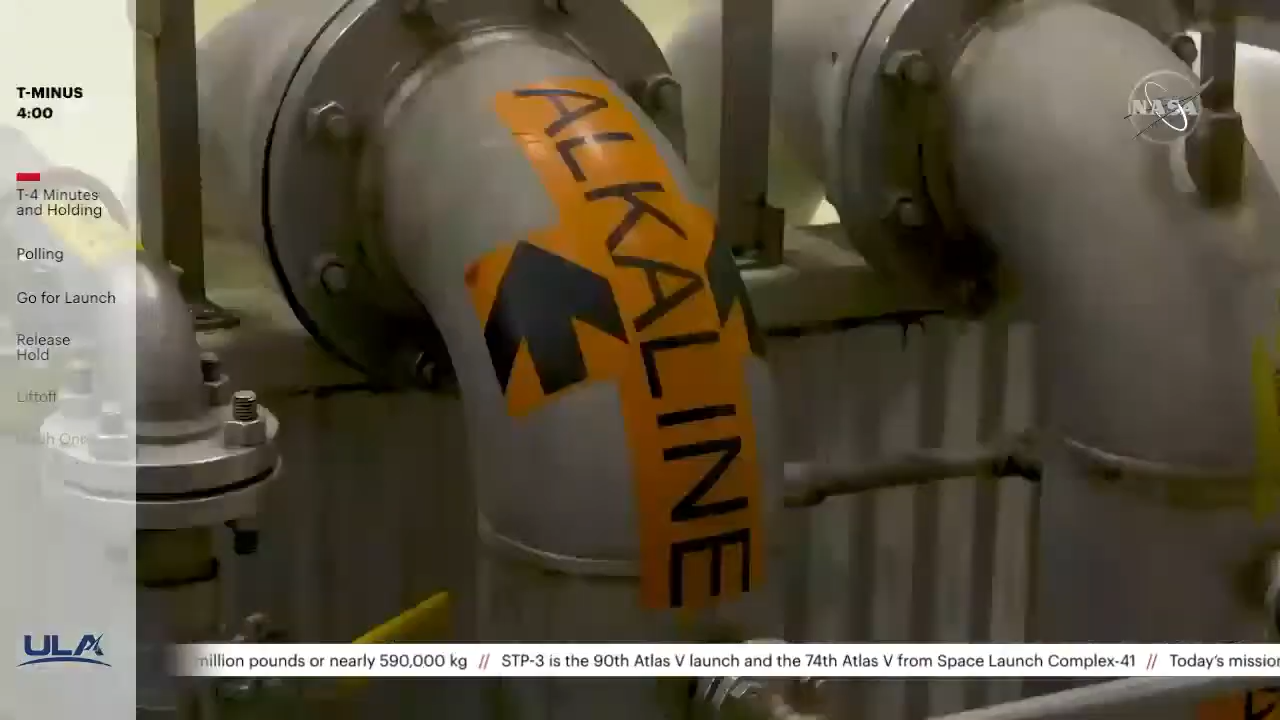 T-MINUS
4:00
T-4 Minutes
and Holding
Polling
Go for Launch
Release
Hold
Liftoff
ULA
NASA
ALKALINE
million pounds or nearly 590,000 kg // STP-3 is the 90th Atlas V launch and the 74th Atlas V from Space Launch Complex-41 // Today's mission